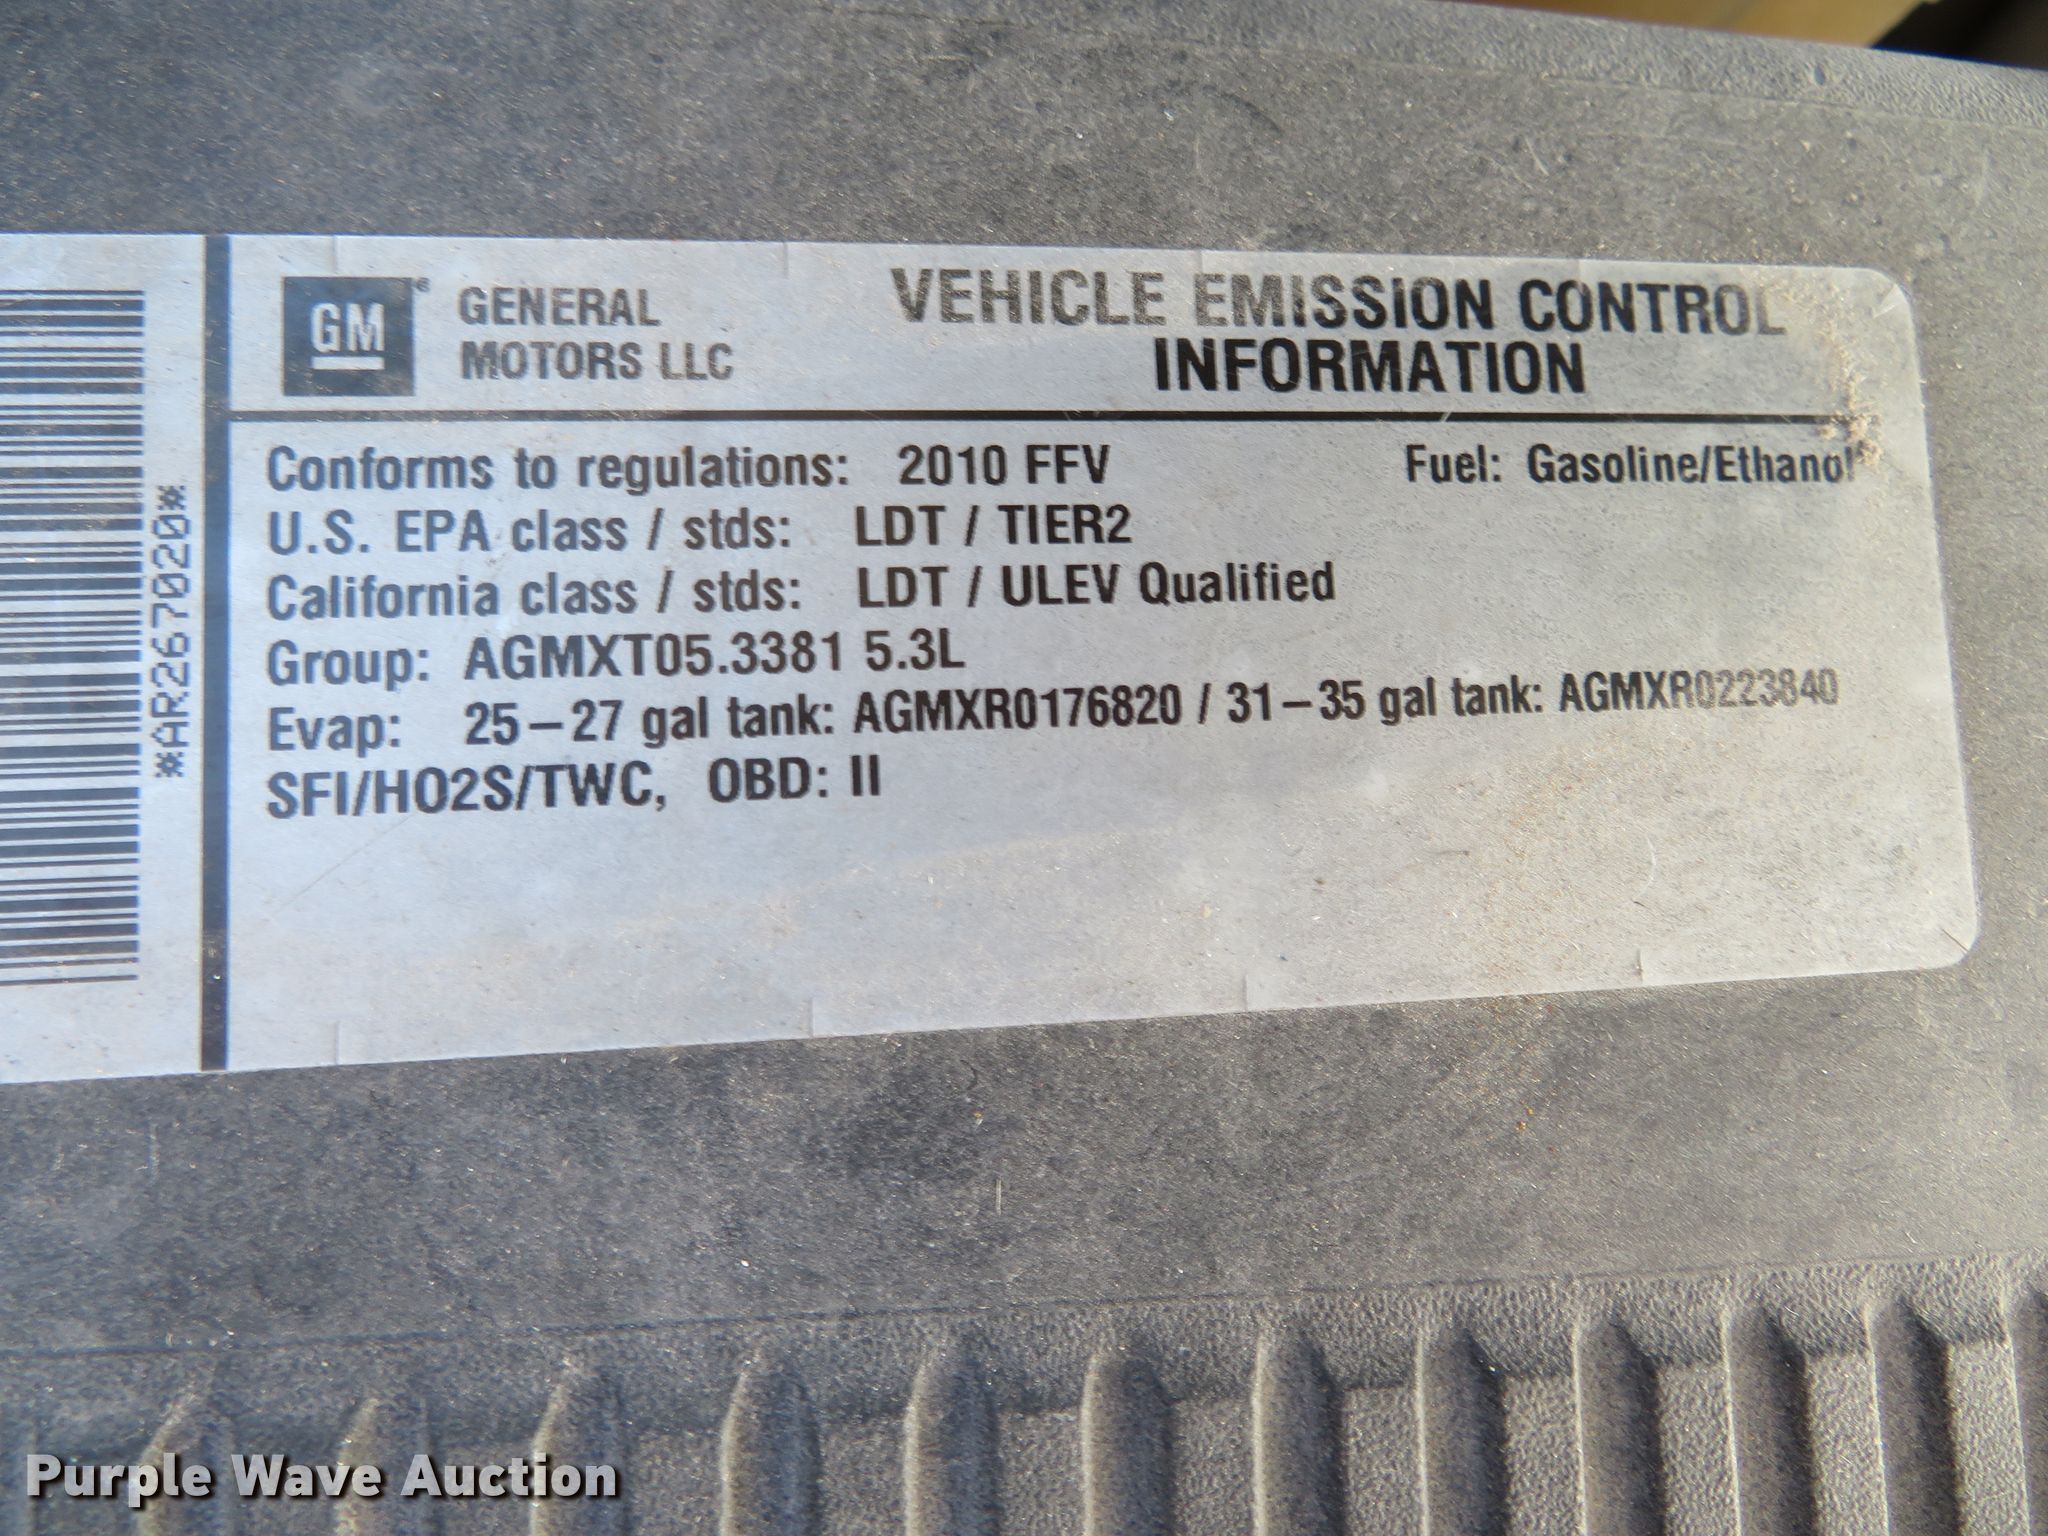 *AR267020*
GM®
GENERAL
MOTORS LLC
VEHICLE EMISSION CONTROL
INFORMATION
Conforms to regulations: 2010 FFV Fuel: Gasoline/Ethanol
U.S. EPA class / stds: LDT / TIER2
California class / stds: LDT / ULEV Qualified
Group: AGMXT05.3381 5.3L
Evap: 25-27 gal tank: AGMXR0176820 / 31-35 gal tank: AGMXR0223840
SFI/HO2S/TWC, OBD: II
Purple Wave Auction